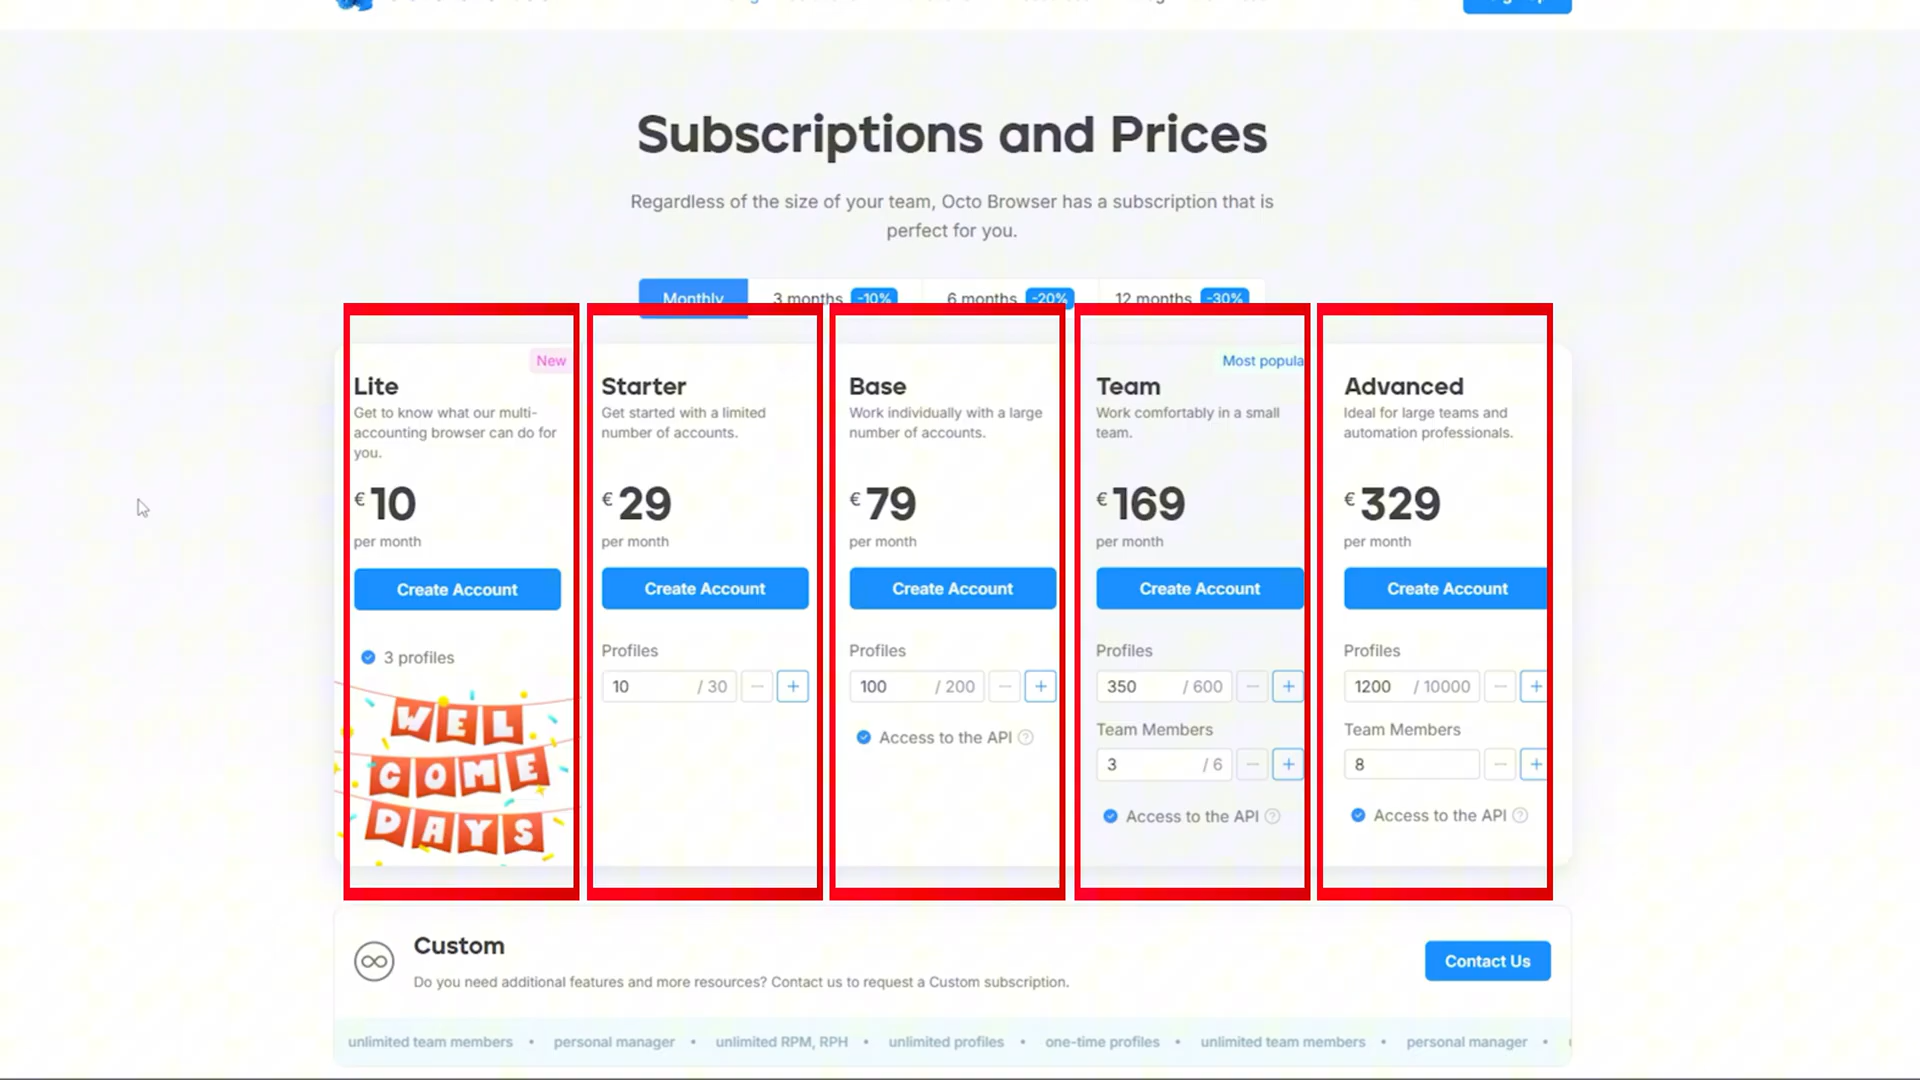 Subscriptions and Prices
Regardless of the size of your team, Octo Browser has a subscription that is
perfect for you.
Monthly 3 months -10% 6 months -20% 12 months -30%
New
Lite
Get to know what our multi-
accounting browser can do for
you.
€ 10
per month
Create Account
3 profiles
WEL
COME
DAYS
Starter
Get started with a limited
number of accounts.
€ 29
per month
Create Account
Profiles
10 / 30 − +
Base
Work individually with a large
number of accounts.
€ 79
per month
Create Account
Profiles
100 / 200 − +
Access to the API ?
Most popula
Team
Work comfortably in a small
team.
€ 169
per month
Create Account
Profiles
350 / 600 − +
Team Members
3 / 6 − +
Access to the API ?
Advanced
Ideal for large teams and
automation professionals.
€ 329
per month
Create Account
Profiles
1200 / 10000 − +
Team Members
8 − +
Access to the API ?
Custom
Do you need additional features and more resources? Contact us to request a Custom subscription.
Contact Us
unlimited team members • personal manager • unlimited RPM, RPH • unlimited profiles • one-time profiles • unlimited team members • personal manager •